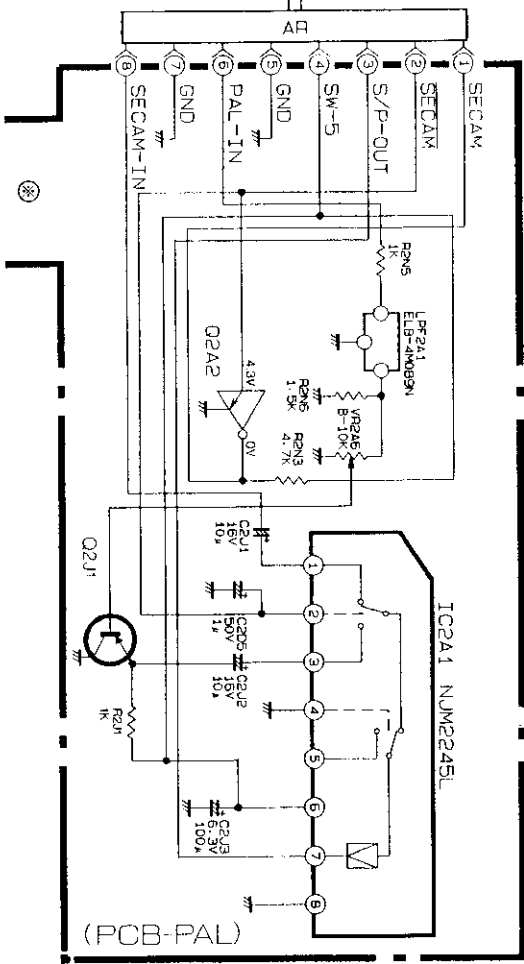 AR
8
7
6
5
4
3
2
1
SECAM-IN
GND
PAL-IN
GND
SW-5
S/P-OUT
SECAM
SECAM
※
R2N5
1K
LPF2A1
ELB-4M089N
R2N6
1.5K
VR2A6
B-10K
R2N3
4.7K
Q2A2
4.3V
0V
C2J1
16V
10μ
C2D5
50V
1μ
C2J2
16V
10μ
Q2J1
R2J1
1K
C2J3
6.3V
100μ
IC2A1 NJM2245L
1
2
3
4
5
6
7
8
(PCB-PAL)